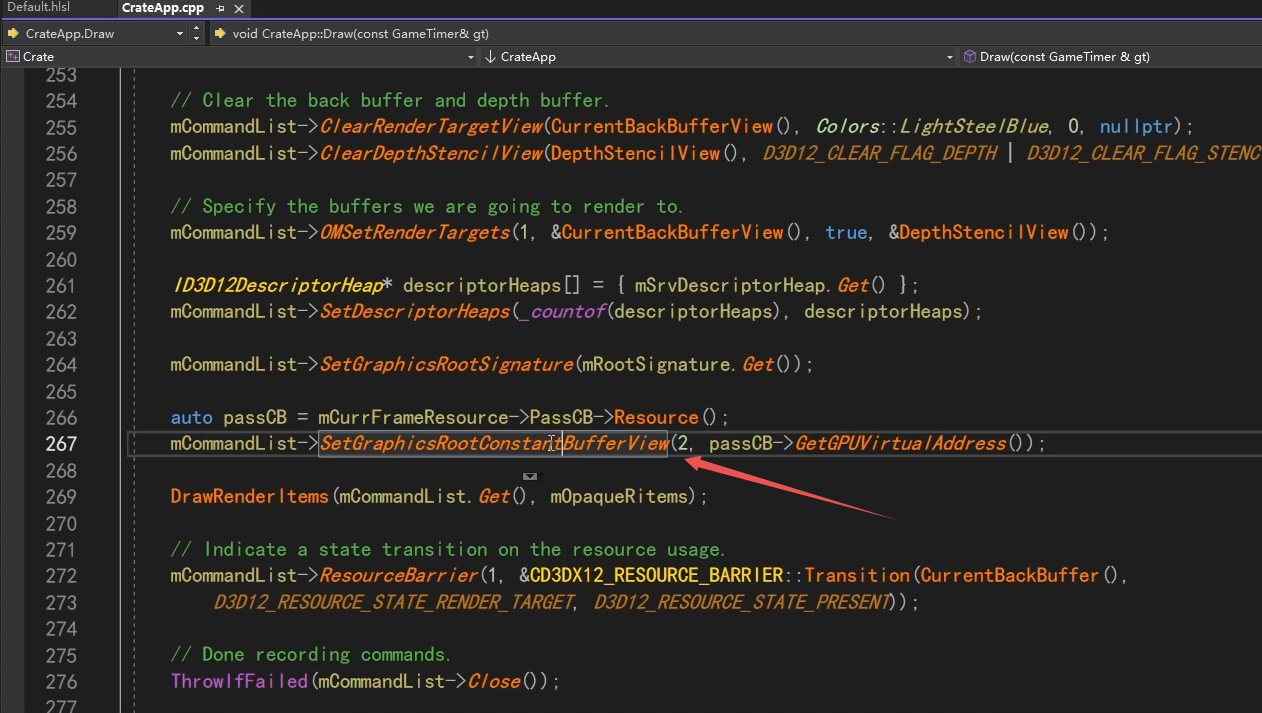 Default.hlsl CrateApp.cpp
CrateApp.Draw void CrateApp::Draw(const GameTimer& gt)
Crate CrateApp Draw(const GameTimer & gt)
253
254 // Clear the back buffer and depth buffer.
255 mCommandList->ClearRenderTargetView(CurrentBackBufferView(), Colors::LightSteelBlue, 0, nullptr);
256 mCommandList->ClearDepthStencilView(DepthStencilView(), D3D12_CLEAR_FLAG_DEPTH | D3D12_CLEAR_FLAG_STENC
257
258 // Specify the buffers we are going to render to.
259 mCommandList->OMSetRenderTargets(1, &CurrentBackBufferView(), true, &DepthStencilView());
260
261 ID3D12DescriptorHeap* descriptorHeaps[] = { mSrvDescriptorHeap.Get() };
262 mCommandList->SetDescriptorHeaps(_countof(descriptorHeaps), descriptorHeaps);
263
264 mCommandList->SetGraphicsRootSignature(mRootSignature.Get());
265
266 auto passCB = mCurrFrameResource->PassCB->Resource();
267 mCommandList->SetGraphicsRootConstantBufferView(2, passCB->GetGPUVirtualAddress());
268
269 DrawRenderItems(mCommandList.Get(), mOpaqueRitems);
270
271 // Indicate a state transition on the resource usage.
272 mCommandList->ResourceBarrier(1, &CD3DX12_RESOURCE_BARRIER::Transition(CurrentBackBuffer(),
273 D3D12_RESOURCE_STATE_RENDER_TARGET, D3D12_RESOURCE_STATE_PRESENT));
274
275 // Done recording commands.
276 ThrowIfFailed(mCommandList->Close());
277